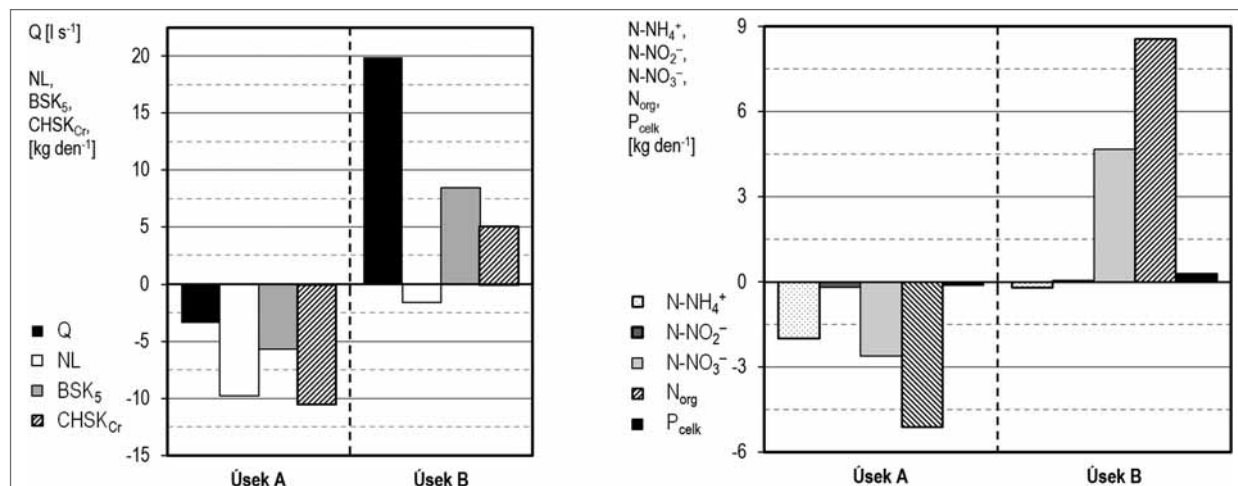 Q [l s⁻¹]
NL,
BSK₅,
CHSK_Cr,
[kg den⁻¹]
20
15
10
5
0
-5
-10
-15
Q
NL
BSK₅
CHSK_Cr
Úsek A
Úsek B
N-NH₄⁺,
N-NO₂⁻,
N-NO₃⁻,
N_org,
P_celk
[kg den⁻¹]
9
6
3
0
-3
-6
N-NH₄⁺
N-NO₂⁻
N-NO₃⁻
N_org
P_celk
Úsek A
Úsek B